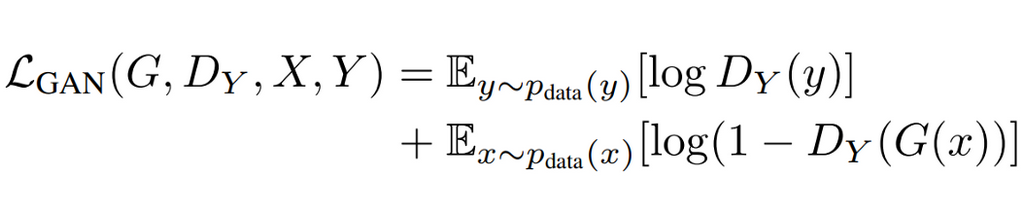 ℒ_GAN(G, D_Y, X, Y) = 𝔼_{y∼p_data(y)}[log D_Y(y)]
+ 𝔼_{x∼p_data(x)}[log(1 − D_Y(G(x))]